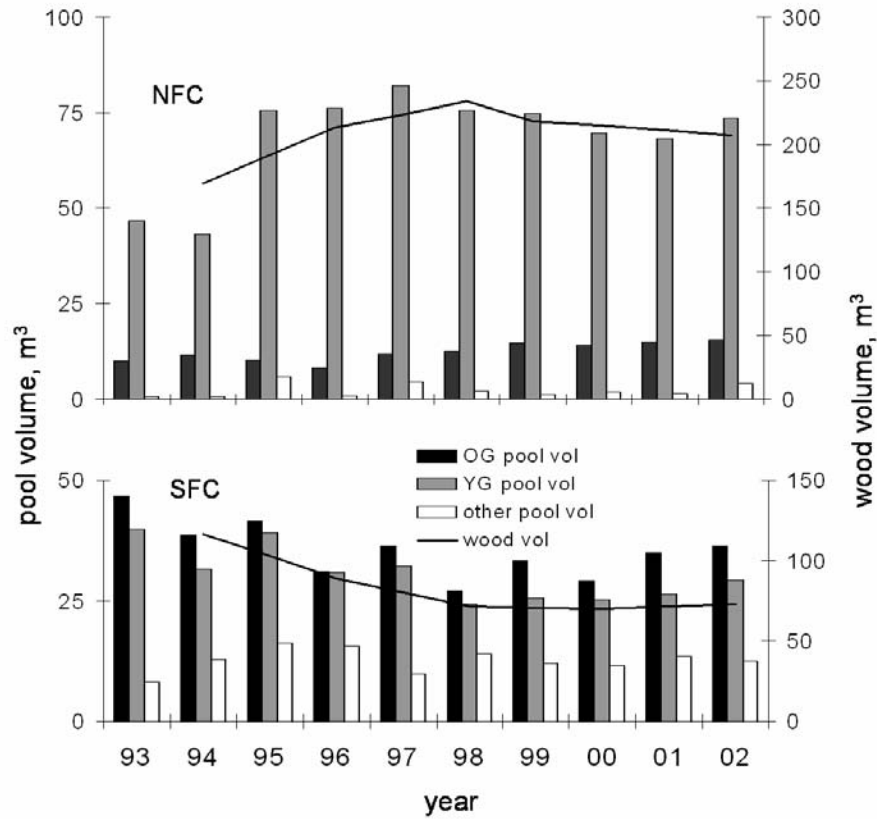 100
75
50
25
0
NFC
300
250
200
150
100
50
0
pool volume, m³
wood volume, m³
50
25
0
SFC
OG pool vol
YG pool vol
other pool vol
wood vol
150
100
50
0
93 94 95 96 97 98 99 00 01 02
year